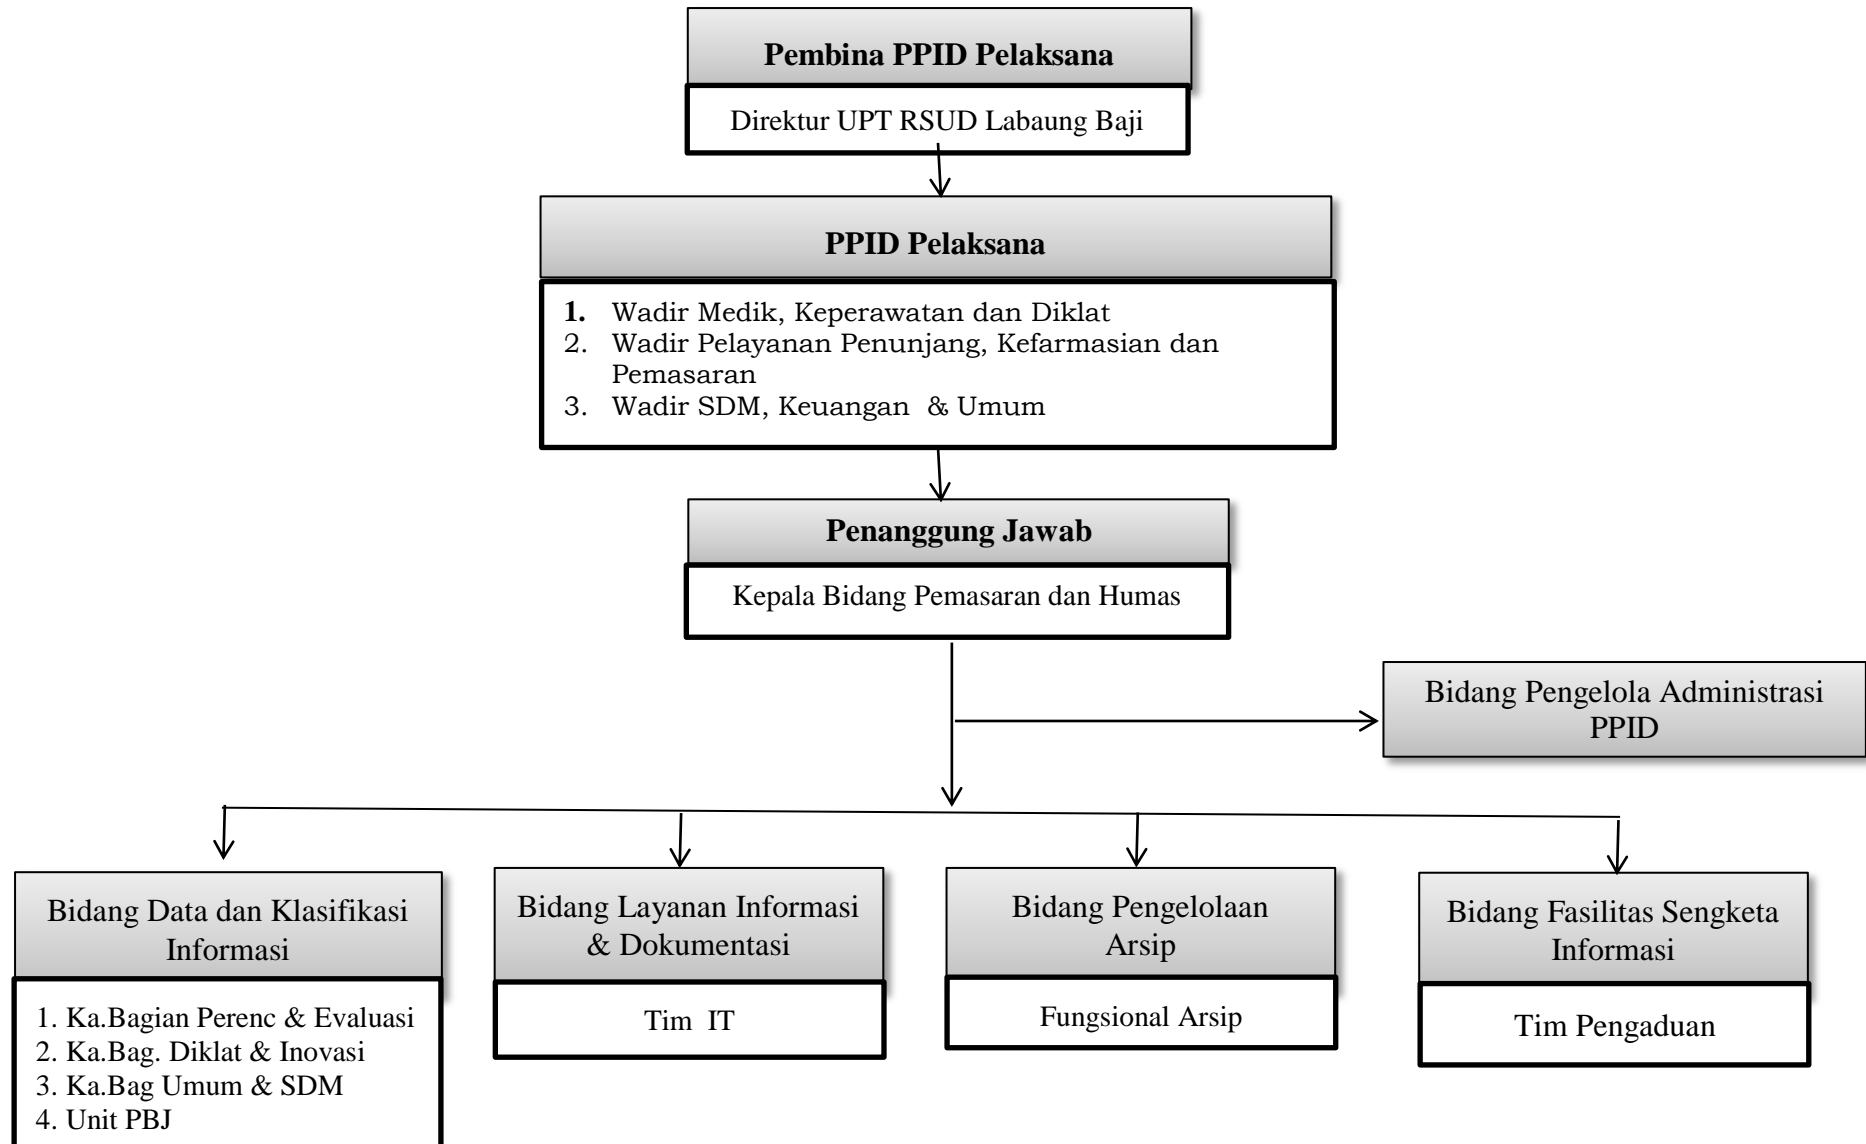 Pembina PPID Pelaksana
Direktur UPT RSUD Labaung Baji
PPID Pelaksana
1. Wadir Medik, Keperawatan dan Diklat
2. Wadir Pelayanan Penunjang, Kefarmasian dan
Pemasaran
3. Wadir SDM, Keuangan & Umum
Penanggung Jawab
Kepala Bidang Pemasaran dan Humas
Bidang Pengelola Administrasi
PPID
Bidang Data dan Klasifikasi
Informasi
1. Ka.Bagian Perenc & Evaluasi
2. Ka.Bag. Diklat & Inovasi
3. Ka.Bag Umum & SDM
4. Unit PBJ
Bidang Layanan Informasi
& Dokumentasi
Tim IT
Bidang Pengelolaan
Arsip
Fungsional Arsip
Bidang Fasilitas Sengketa
Informasi
Tim Pengaduan